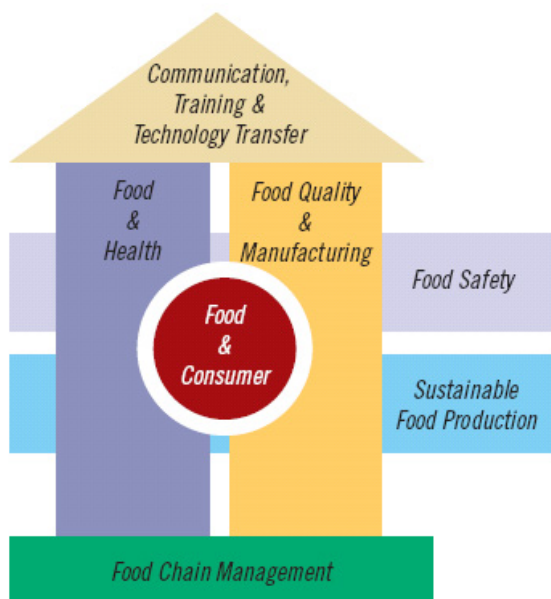 Communication,
Training &
Technology Transfer
Food
&
Health
Food Quality
&
Manufacturing
Food Safety
Food
&
Consumer
Sustainable
Food Production
Food Chain Management